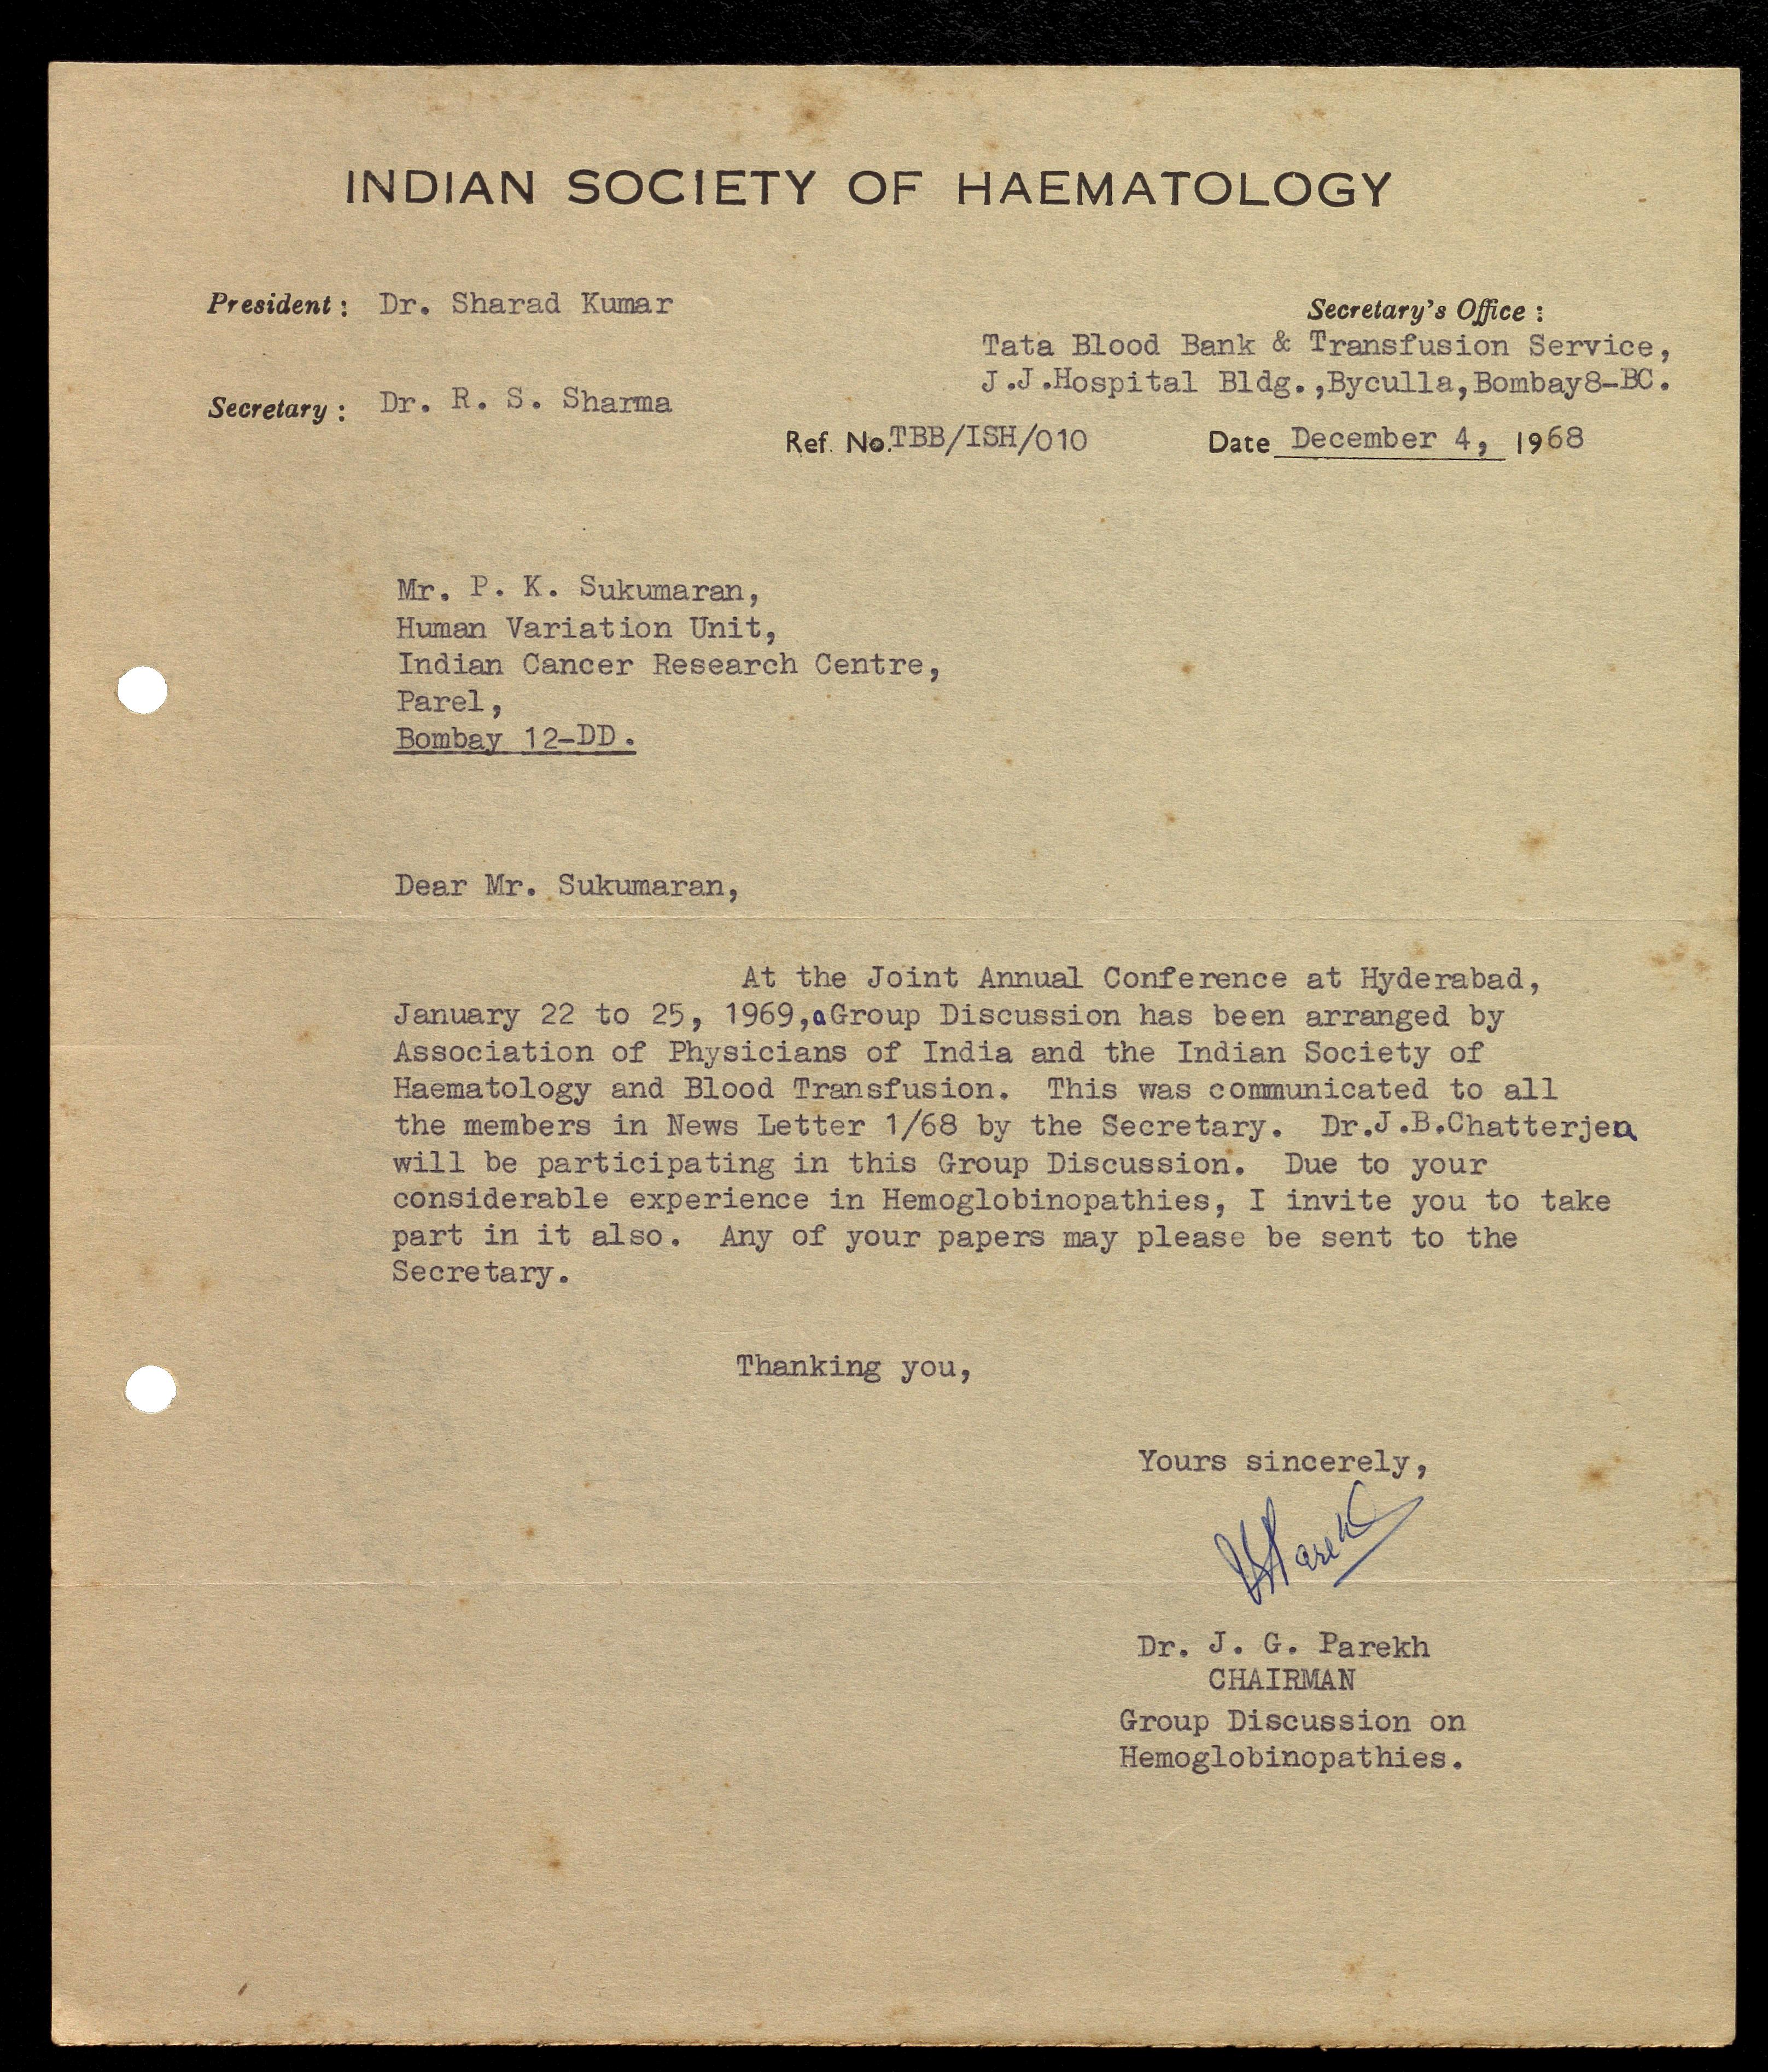 INDIAN SOCIETY OF HAEMATOLOGY
President : Dr. Sharad Kumar
Secretary's Office :
Tata Blood Bank & Transfusion Service,
J.J.Hospital Bldg.,Byculla,Bombay8-BC.
Secretary : Dr. R. S. Sharma
Ref. No.TBB/ISH/010 Date December 4, 1968
Mr. P. K. Sukumaran,
Human Variation Unit,
Indian Cancer Research Centre,
Parel,
Bombay 12-DD.
Dear Mr. Sukumaran,
At the Joint Annual Conference at Hyderabad,
January 22 to 25, 1969,a Group Discussion has been arranged by
Association of Physicians of India and the Indian Society of
Haematology and Blood Transfusion. This was communicated to all
the members in News Letter 1/68 by the Secretary. Dr.J.B.Chatterjea
will be participating in this Group Discussion. Due to your
considerable experience in Hemoglobinopathies, I invite you to take
part in it also. Any of your papers may please be sent to the
Secretary.
Thanking you,
Yours sincerely,
JGParekh
Dr. J. G. Parekh
CHAIRMAN
Group Discussion on
Hemoglobinopathies.